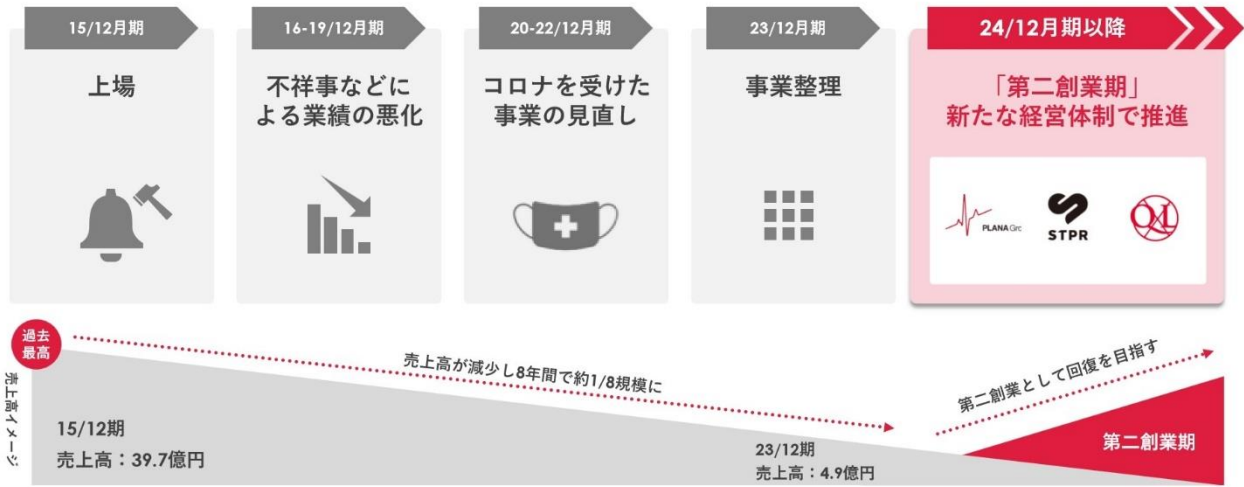 15/12月期
上場
16-19/12月期
不祥事などに
よる業績の悪化
20-22/12月期
コロナを受けた
事業の見直し
23/12月期
事業整理
24/12月期以降
「第二創業期」
新たな経営体制で推進
PLANA Grc
STPR
Q&L
過去
最高
売上高イメージ
売上高が減少し8年間で約1/8規模に
第二創業として回復を目指す
15/12期
売上高：39.7億円
23/12期
売上高：4.9億円
第二創業期